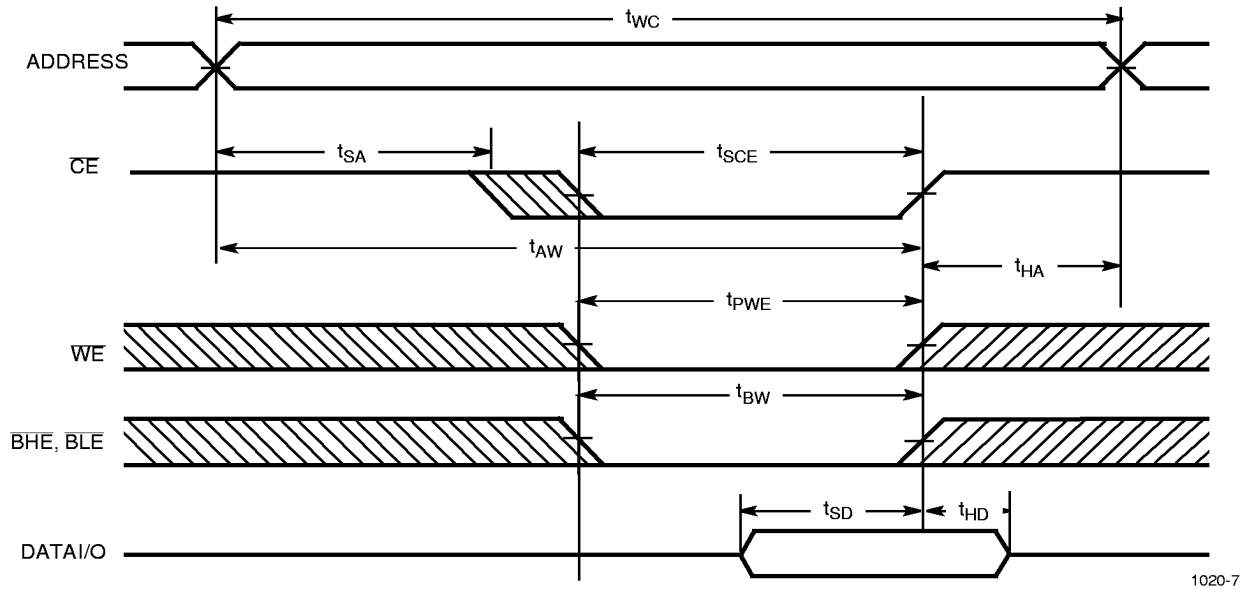 tWC
ADDRESS
tSA
tSCE
CE
tAW
tHA
tPWE
WE
tBW
BHE, BLE
tSD
tHD
DATAI/O
1020-7